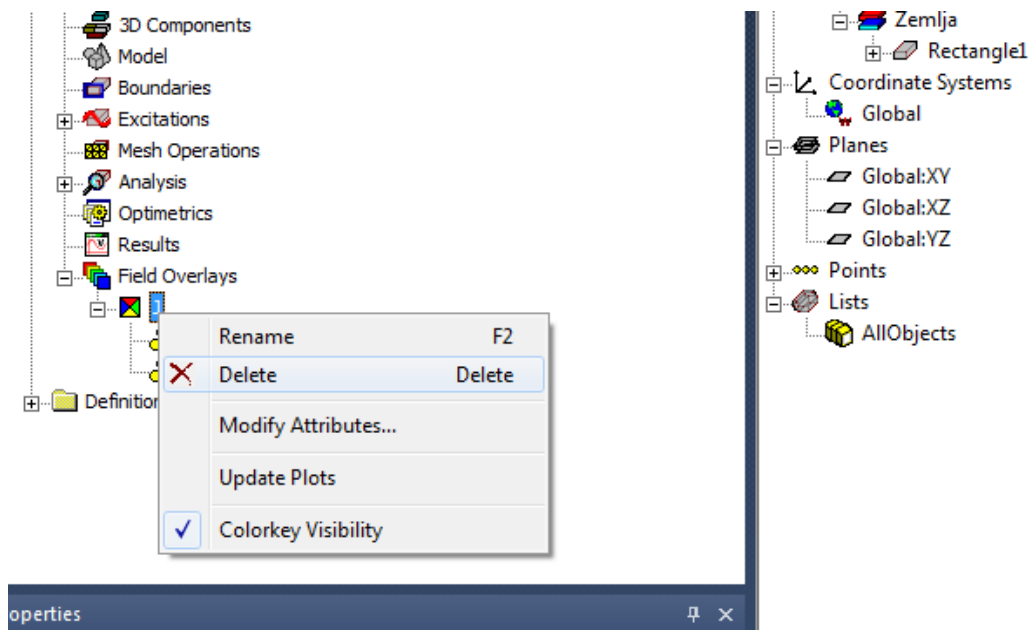 3D Components
Model
Boundaries
Excitations
Mesh Operations
Analysis
Optimetrics
Results
Field Overlays
Rename F2
Delete Delete
Modify Attributes...
Update Plots
Colorkey Visibility
Definition
operties
Zemlja
Rectangle1
Coordinate Systems
Global
Planes
Global:XY
Global:XZ
Global:YZ
Points
Lists
AllObjects